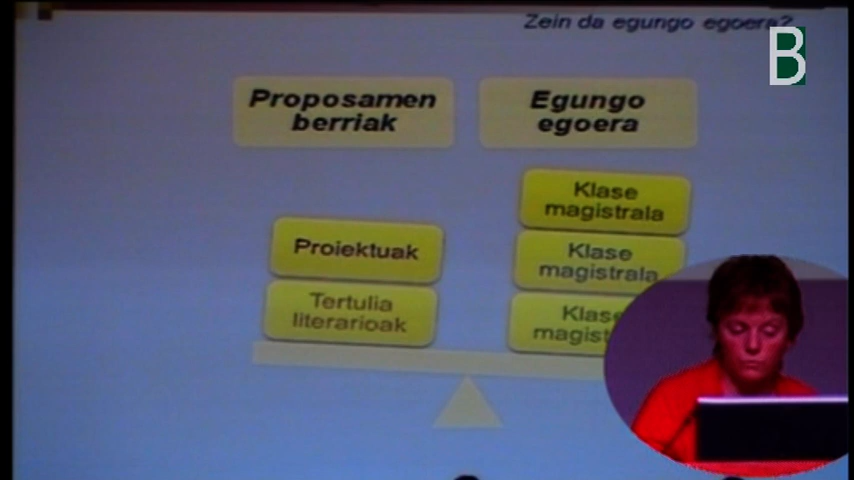 Zein da egungo egoera?
B
Proposamen
berriak
Egungo
egoera
Klase
magistrala
Proiektuak
Klase
magistrala
Tertulia
literarioak
Klase